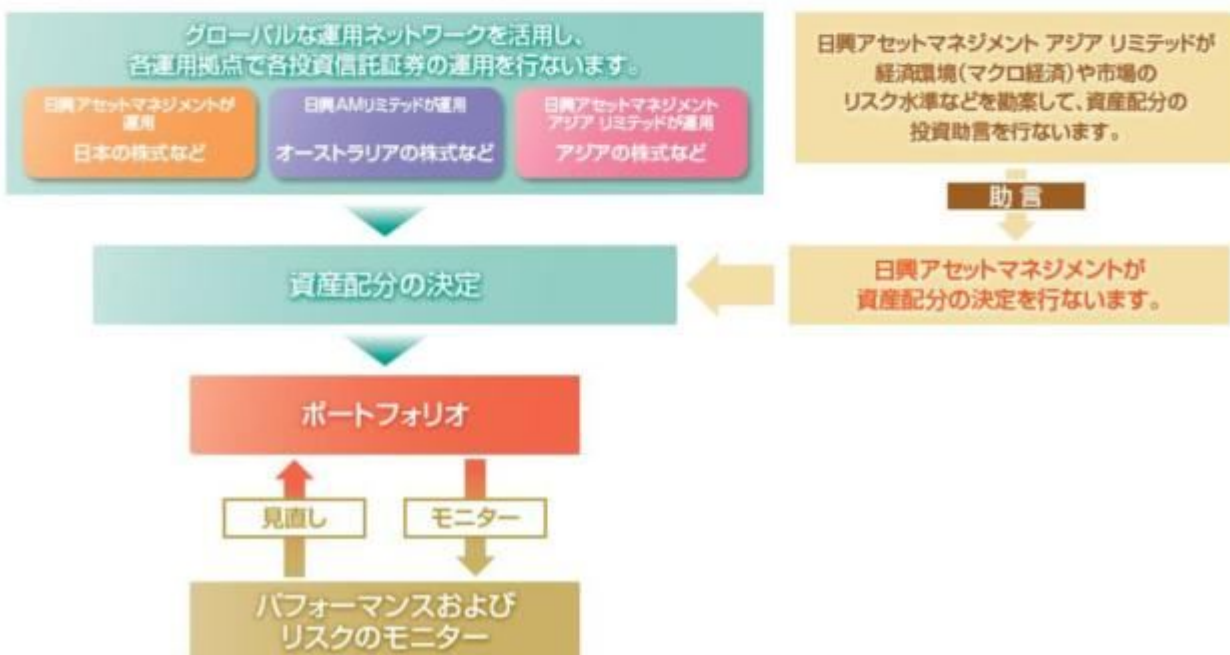 グローバルな運用ネットワークを活用し、
各運用拠点で各投資信託証券の運用を行ないます。
日興アセットマネジメントが
運用
日本の株式など
日興AMリミテッドが運用
オーストラリアの株式など
日興アセットマネジメント
アジア リミテッドが運用
アジアの株式など
日興アセットマネジメント アジア リミテッドが
経済環境(マクロ経済)や市場の
リスク水準などを勘案して、資産配分の
投資助言を行ないます。
助言
資産配分の決定
日興アセットマネジメントが
資産配分の決定を行ないます。
ポートフォリオ
見直し
モニター
パフォーマンスおよび
リスクのモニター